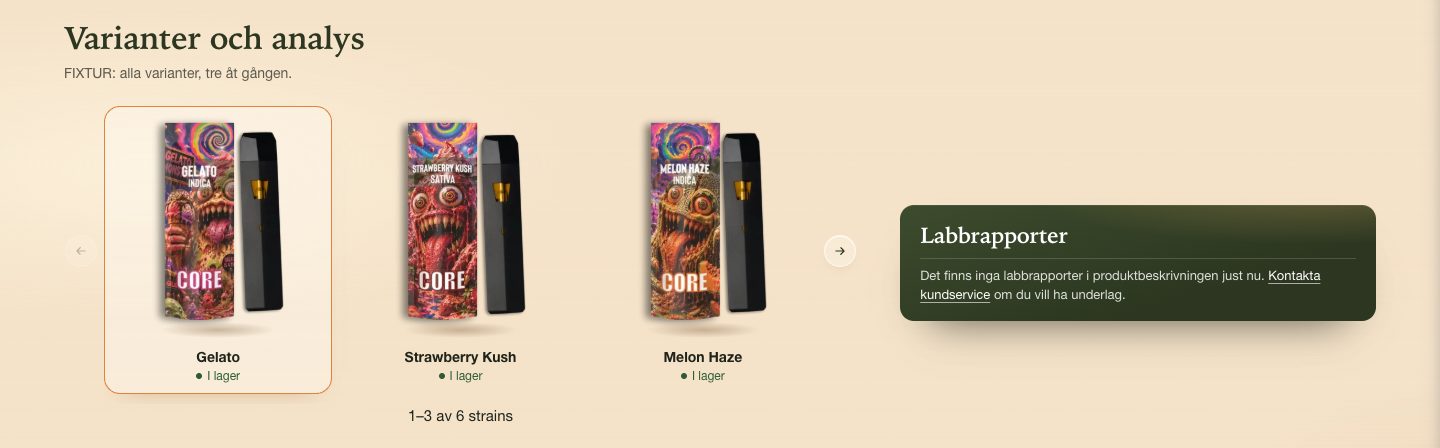 Varianter och analys
FIXTUR: alla varianter, tre åt gången.
GELATO
GELATO
INDICA
CORE
STRAWBERRY KUSH
SATIVA
CORE
MELON HAZE
INDICA
CORE
Gelato
I lager
Strawberry Kush
I lager
Melon Haze
I lager
←
→
1–3 av 6 strains
Labbrapporter
Det finns inga labbrapporter i produktbeskrivningen just nu. Kontakta
kundservice om du vill ha underlag.